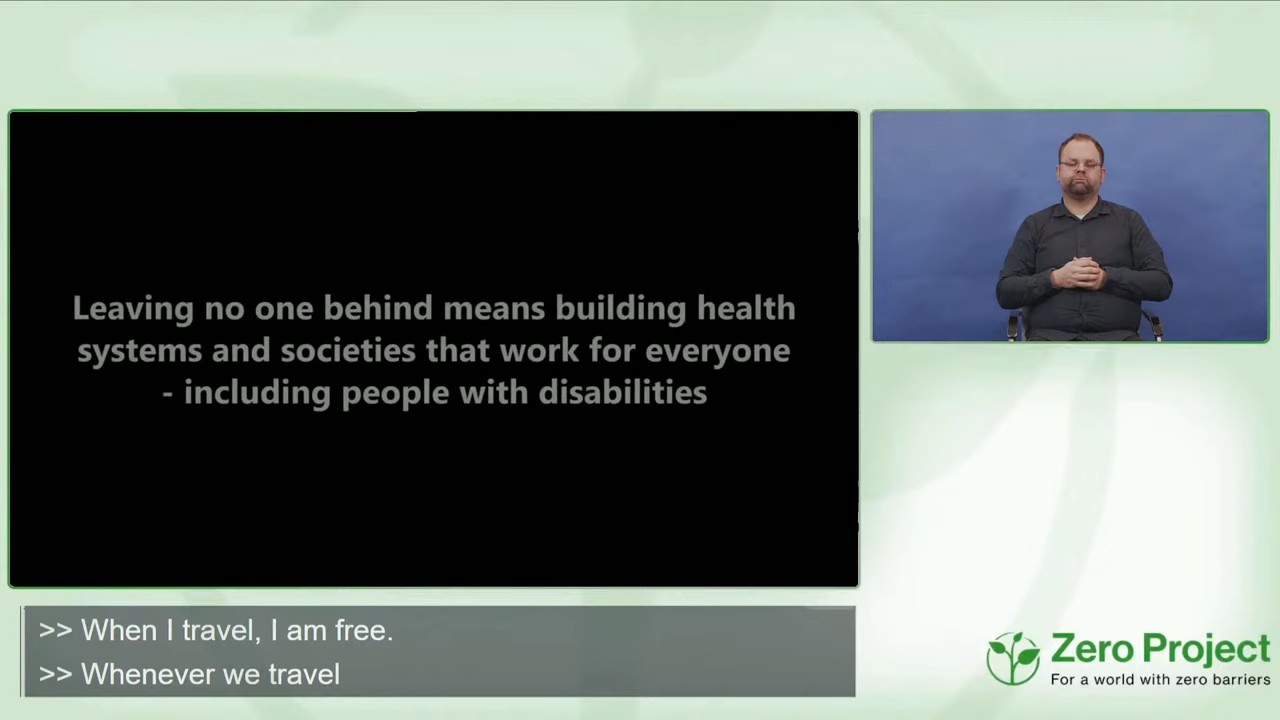 Leaving no one behind means building health
systems and societies that work for everyone
- including people with disabilities
>> When I travel, I am free.
>> Whenever we travel
Zero Project
For a world with zero barriers